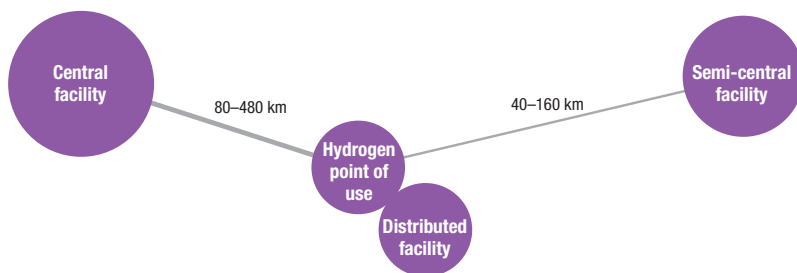 Central
facility
80–480 km
Hydrogen
point of
use
Distributed
facility
40–160 km
Semi-central
facility